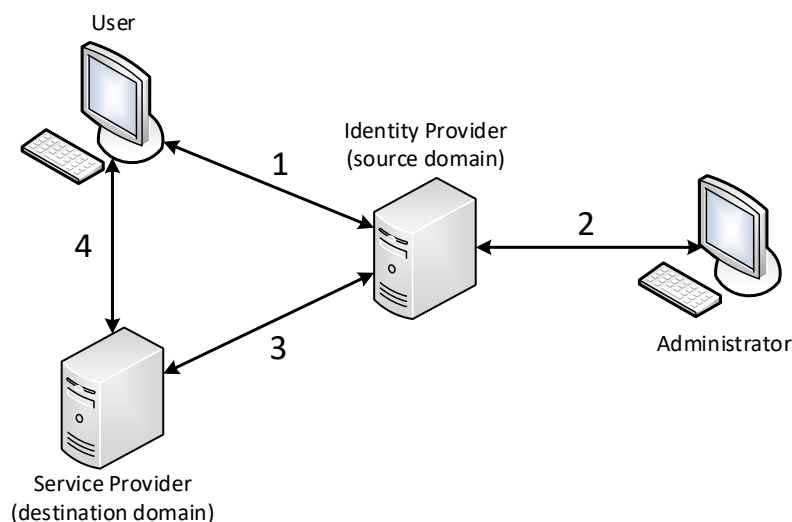 User
Identity Provider
(source domain)
1
2
4
3
Administrator
Service Provider
(destination domain)